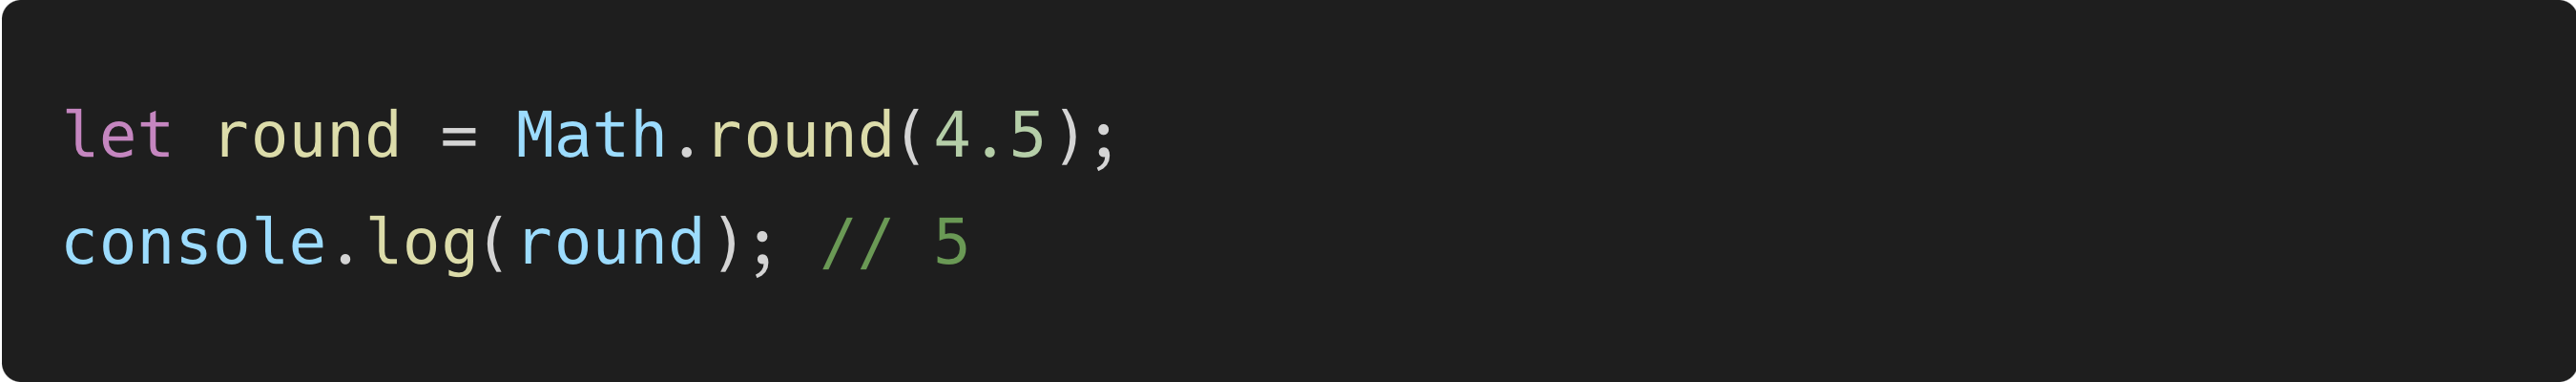 let round = Math.round(4.5);
console.log(round); // 5